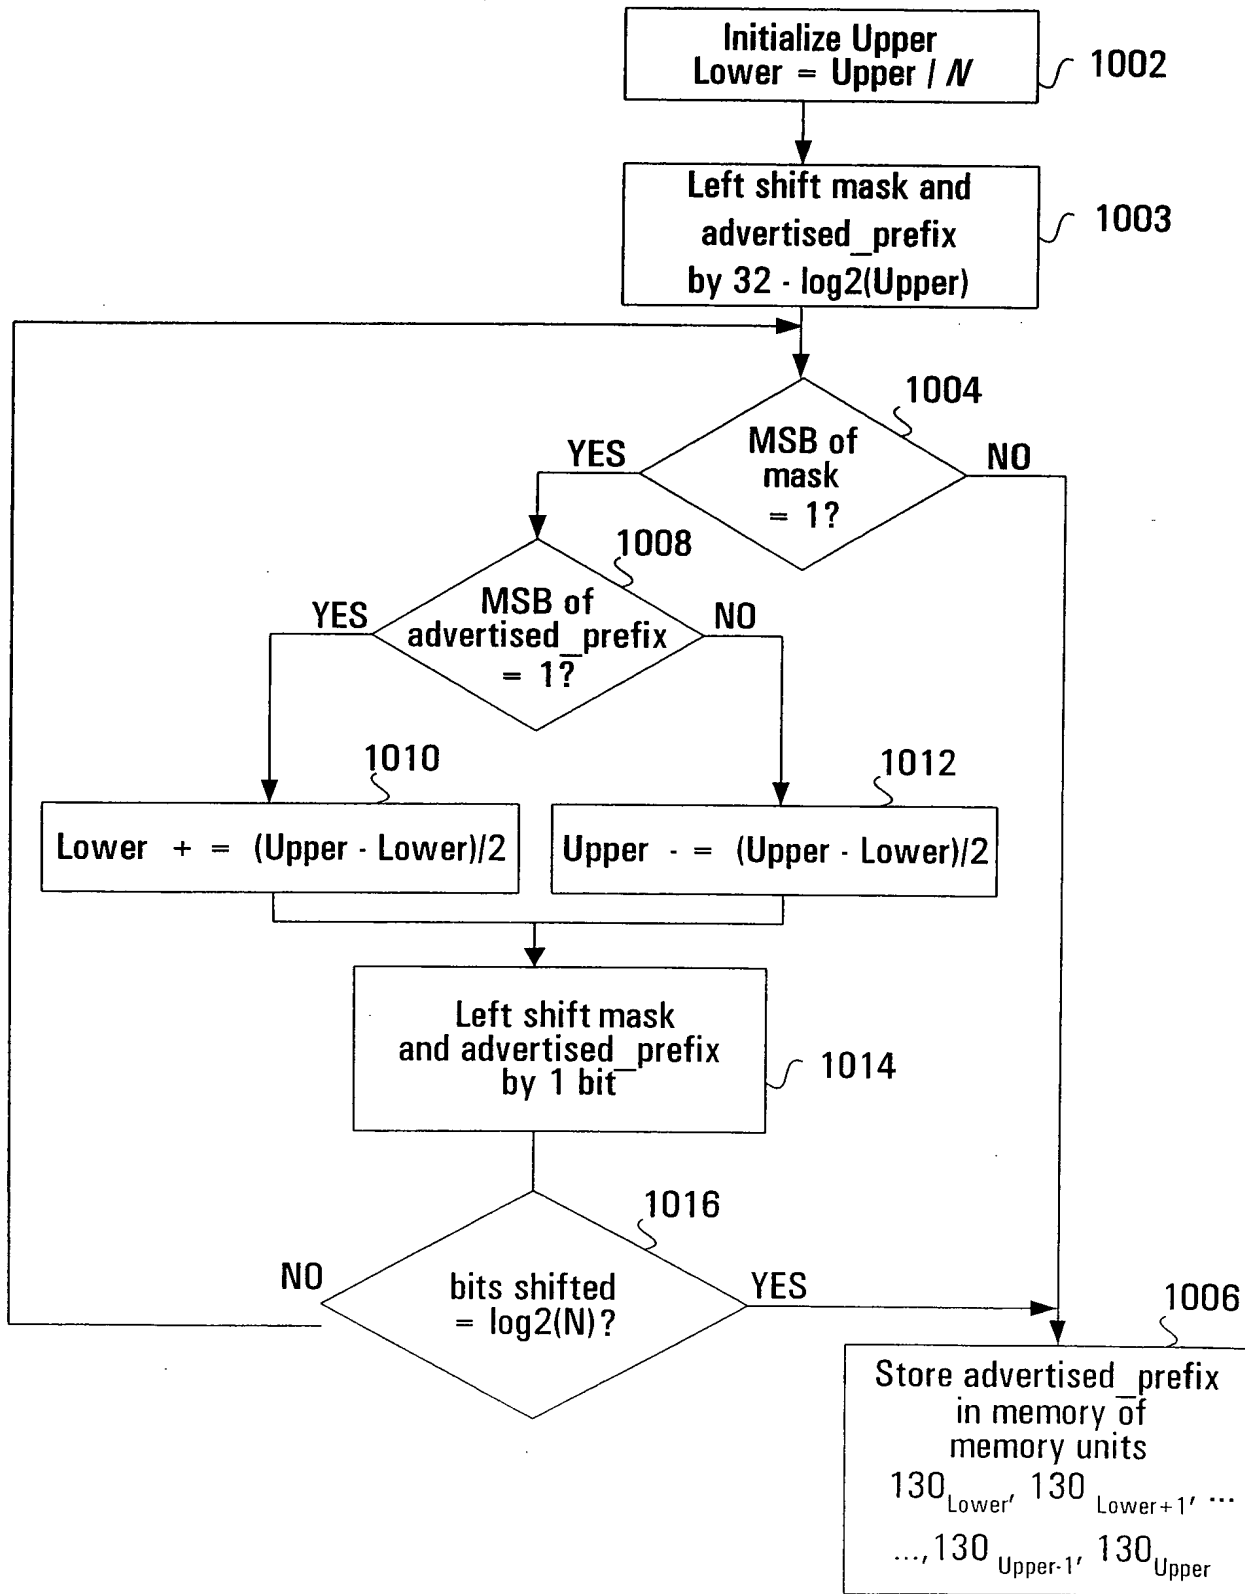 Initialize Upper
Lower = Upper / N
1002
Left shift mask and
advertised_prefix
by 32 - log2(Upper)
1003
1004
MSB of
mask
= 1?
YES
NO
1008
MSB of
advertised_prefix
= 1?
YES
NO
1010
Lower + = (Upper - Lower)/2
1012
Upper - = (Upper - Lower)/2
Left shift mask
and advertised_prefix
by 1 bit
1014
1016
bits shifted
= log2(N)?
NO
YES
1006
Store advertised_prefix
in memory of
memory units
130Lower, 130 Lower+1, ...
...,130 Upper-1, 130Upper